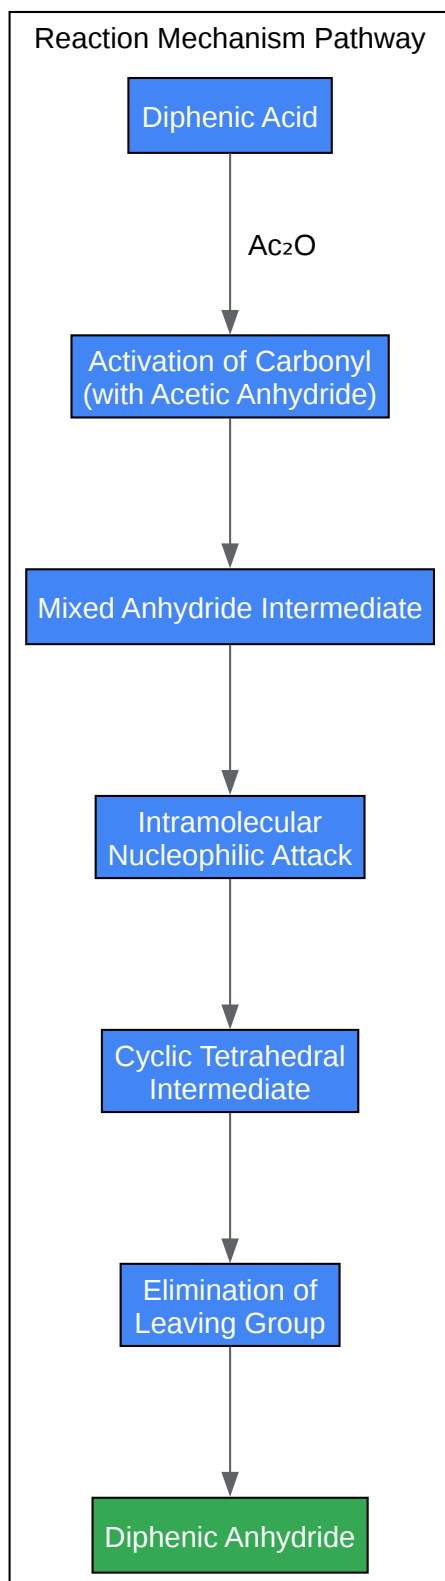 Reaction Mechanism Pathway
Diphenic Acid
Ac₂O
Activation of Carbonyl
(with Acetic Anhydride)
Mixed Anhydride Intermediate
Intramolecular
Nucleophilic Attack
Cyclic Tetrahedral
Intermediate
Elimination of
Leaving Group
Diphenic Anhydride